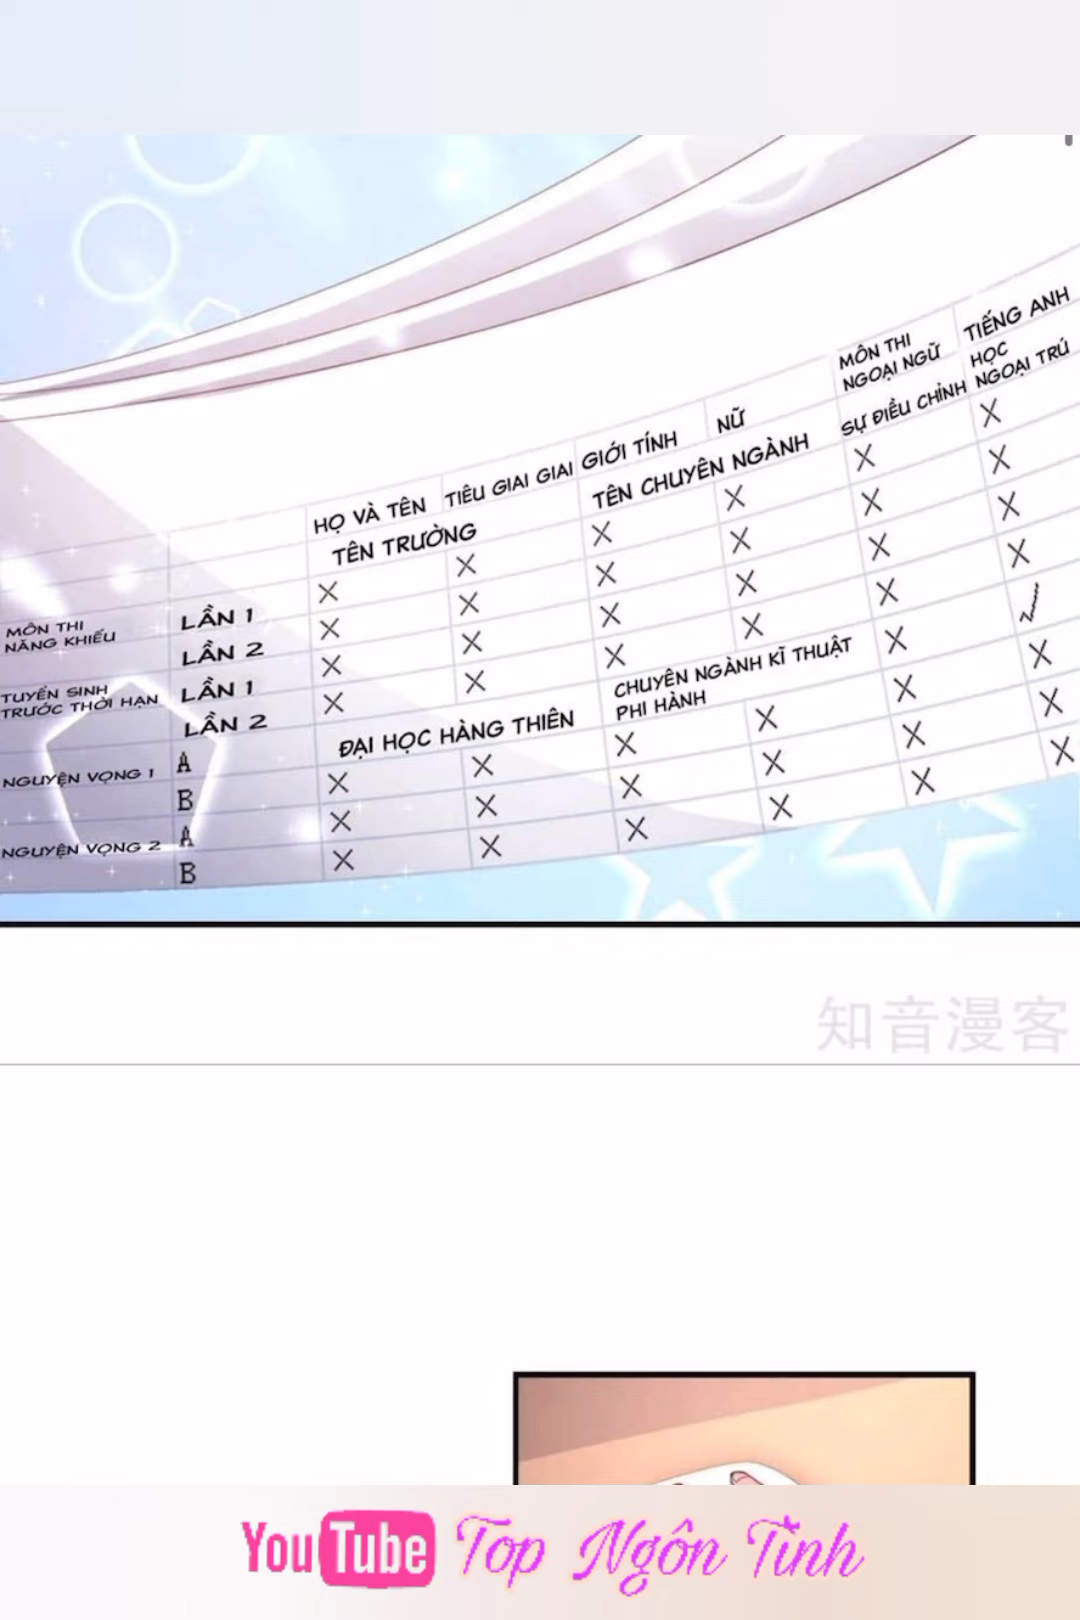 HỌ VÀ TÊN TIÊU GIAI GIAI GIỚI TÍNH NỮ MÔN THI NGOẠI NGỮ TIẾNG ANH
TÊN TRƯỜNG TÊN CHUYÊN NGÀNH SỰ ĐIỀU CHỈNH HỌC NGOẠI TRÚ
MÔN THI
NĂNG KHIẾU
LẦN 1 X X X X X X
LẦN 2 X X X X X X
TUYỂN SINH
TRƯỚC THỜI HẠN
LẦN 1 X X X X X X
LẦN 2 X X X X X X
NGUYỆN VỌNG 1
A ĐẠI HỌC HÀNG THIÊN CHUYÊN NGÀNH KĨ THUẬT PHI HÀNH X ✓
B X X X X X X
NGUYỆN VỌNG 2
A X X X X X X
B X X X X X X
知音漫客
YouTube Top Ngôn Tình